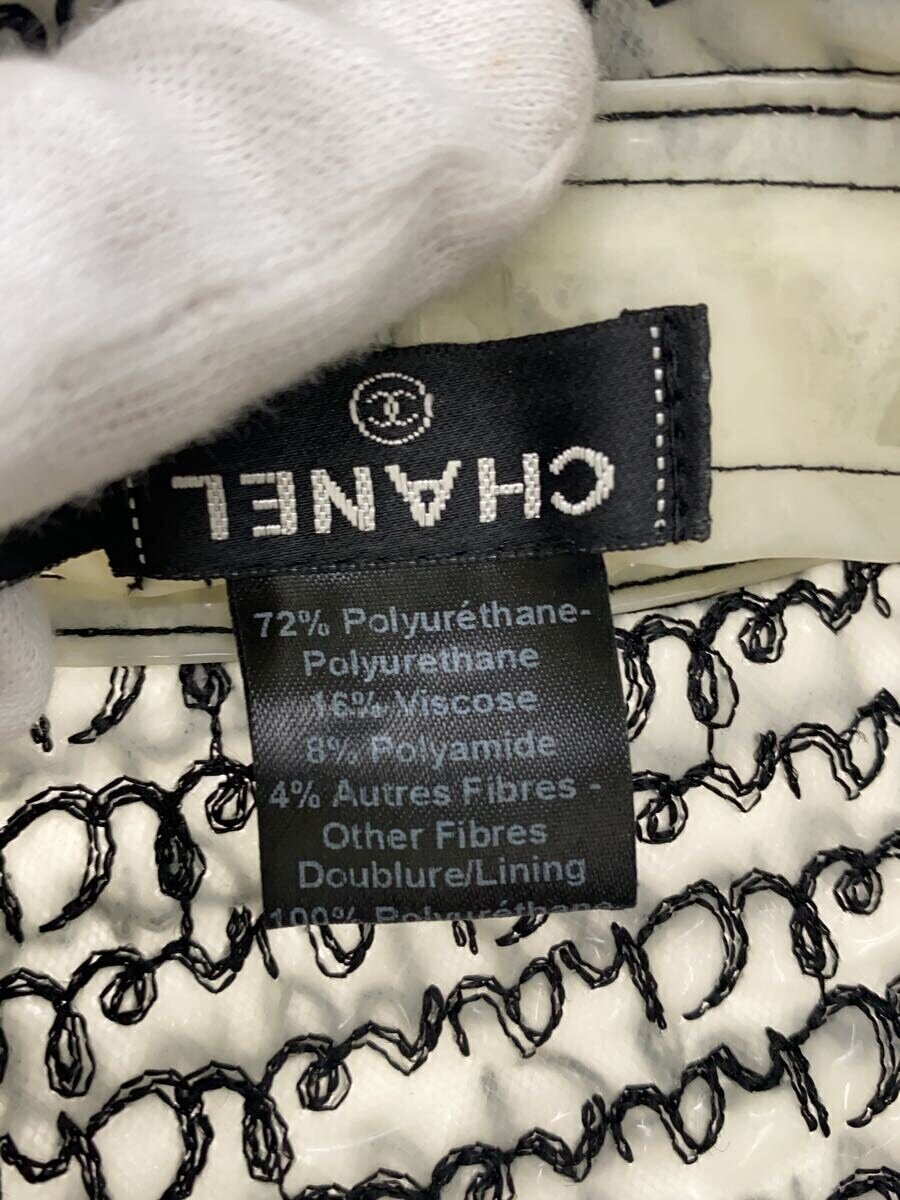 CHANEL
72% Polyuréthane-
Polyurethane
16% Viscose
8% Polyamide
4% Autres Fibres -
Other Fibres
Doublure/Lining
100% Polyuréthane-